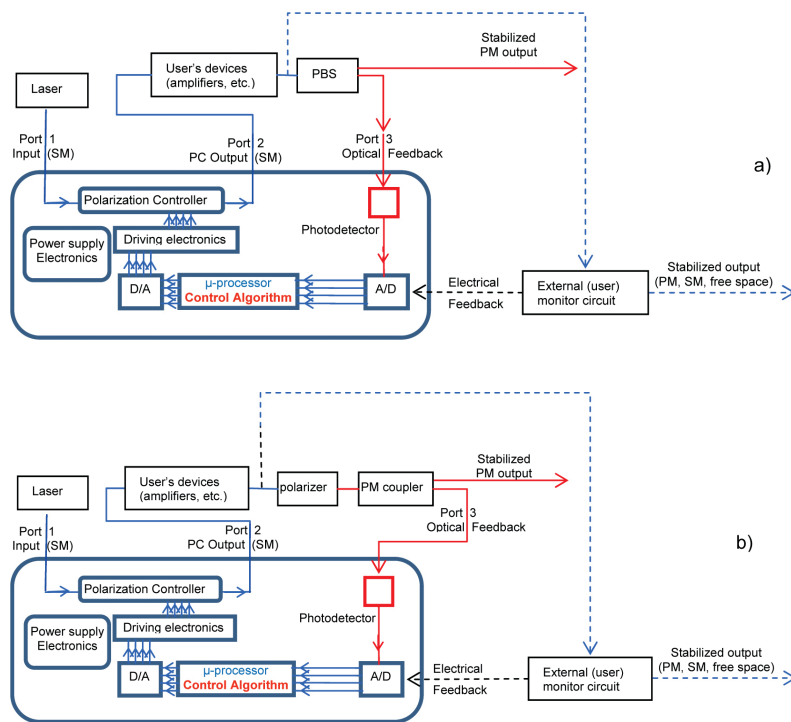 Stabilized
PM output
User's devices
(amplifiers, etc.)
PBS
Laser
Port 1
Input (SM)
Port 2
PC Output (SM)
Port 3
Optical Feedback
a)
Polarization Controller
Photodetector
Power supply
Electronics
Driving electronics
D/A
µ-processor
Control Algorithm
A/D
Electrical
Feedback
External (user)
monitor circuit
Stabilized output
(PM, SM, free space)
Stabilized
PM output
User's devices
(amplifiers, etc.)
polarizer
PM coupler
Laser
Port 1
Input (SM)
Port 2
PC Output (SM)
Port 3
Optical Feedback
b)
Polarization Controller
Photodetector
Power supply
Electronics
Driving electronics
D/A
µ-processor
Control Algorithm
A/D
Electrical
Feedback
External (user)
monitor circuit
Stabilized output
(PM, SM, free space)